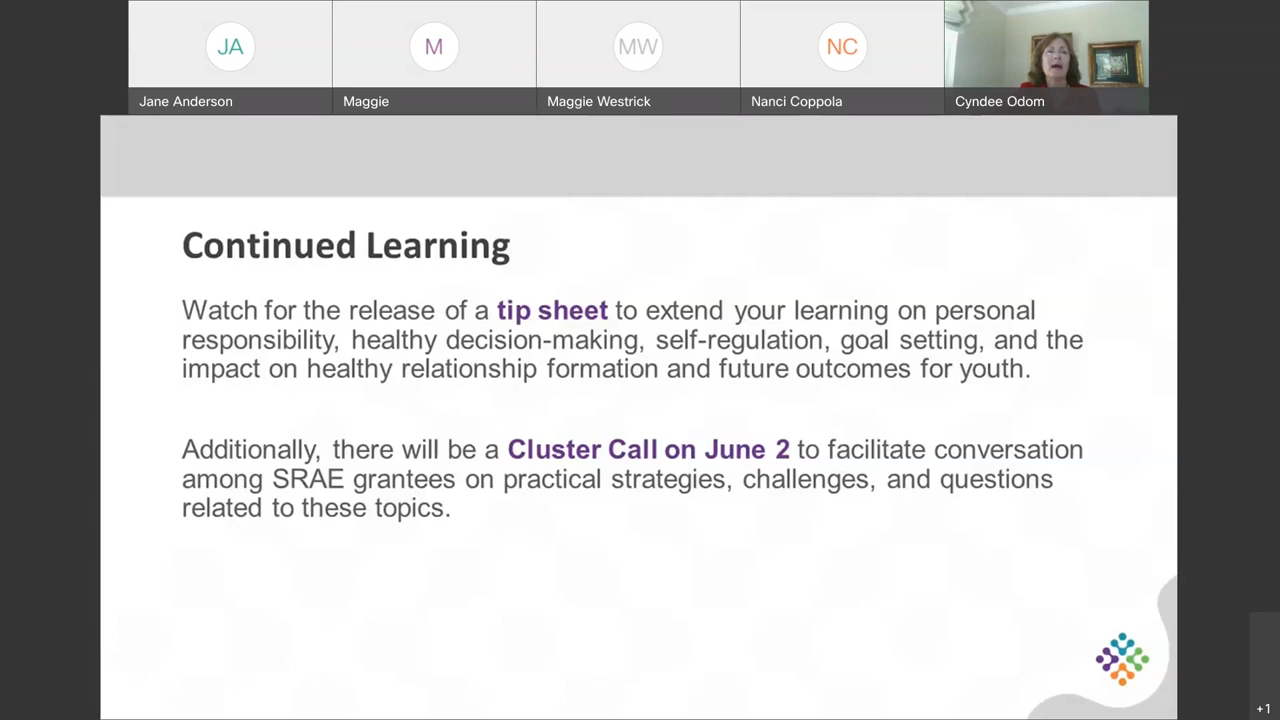 JA
M
MW
NC
Jane Anderson
Maggie
Maggie Westrick
Nanci Coppola
Cyndee Odom
Continued Learning
Watch for the release of a tip sheet to extend your learning on personal
responsibility, healthy decision-making, self-regulation, goal setting, and the
impact on healthy relationship formation and future outcomes for youth.
Additionally, there will be a Cluster Call on June 2 to facilitate conversation
among SRAE grantees on practical strategies, challenges, and questions
related to these topics.
+1